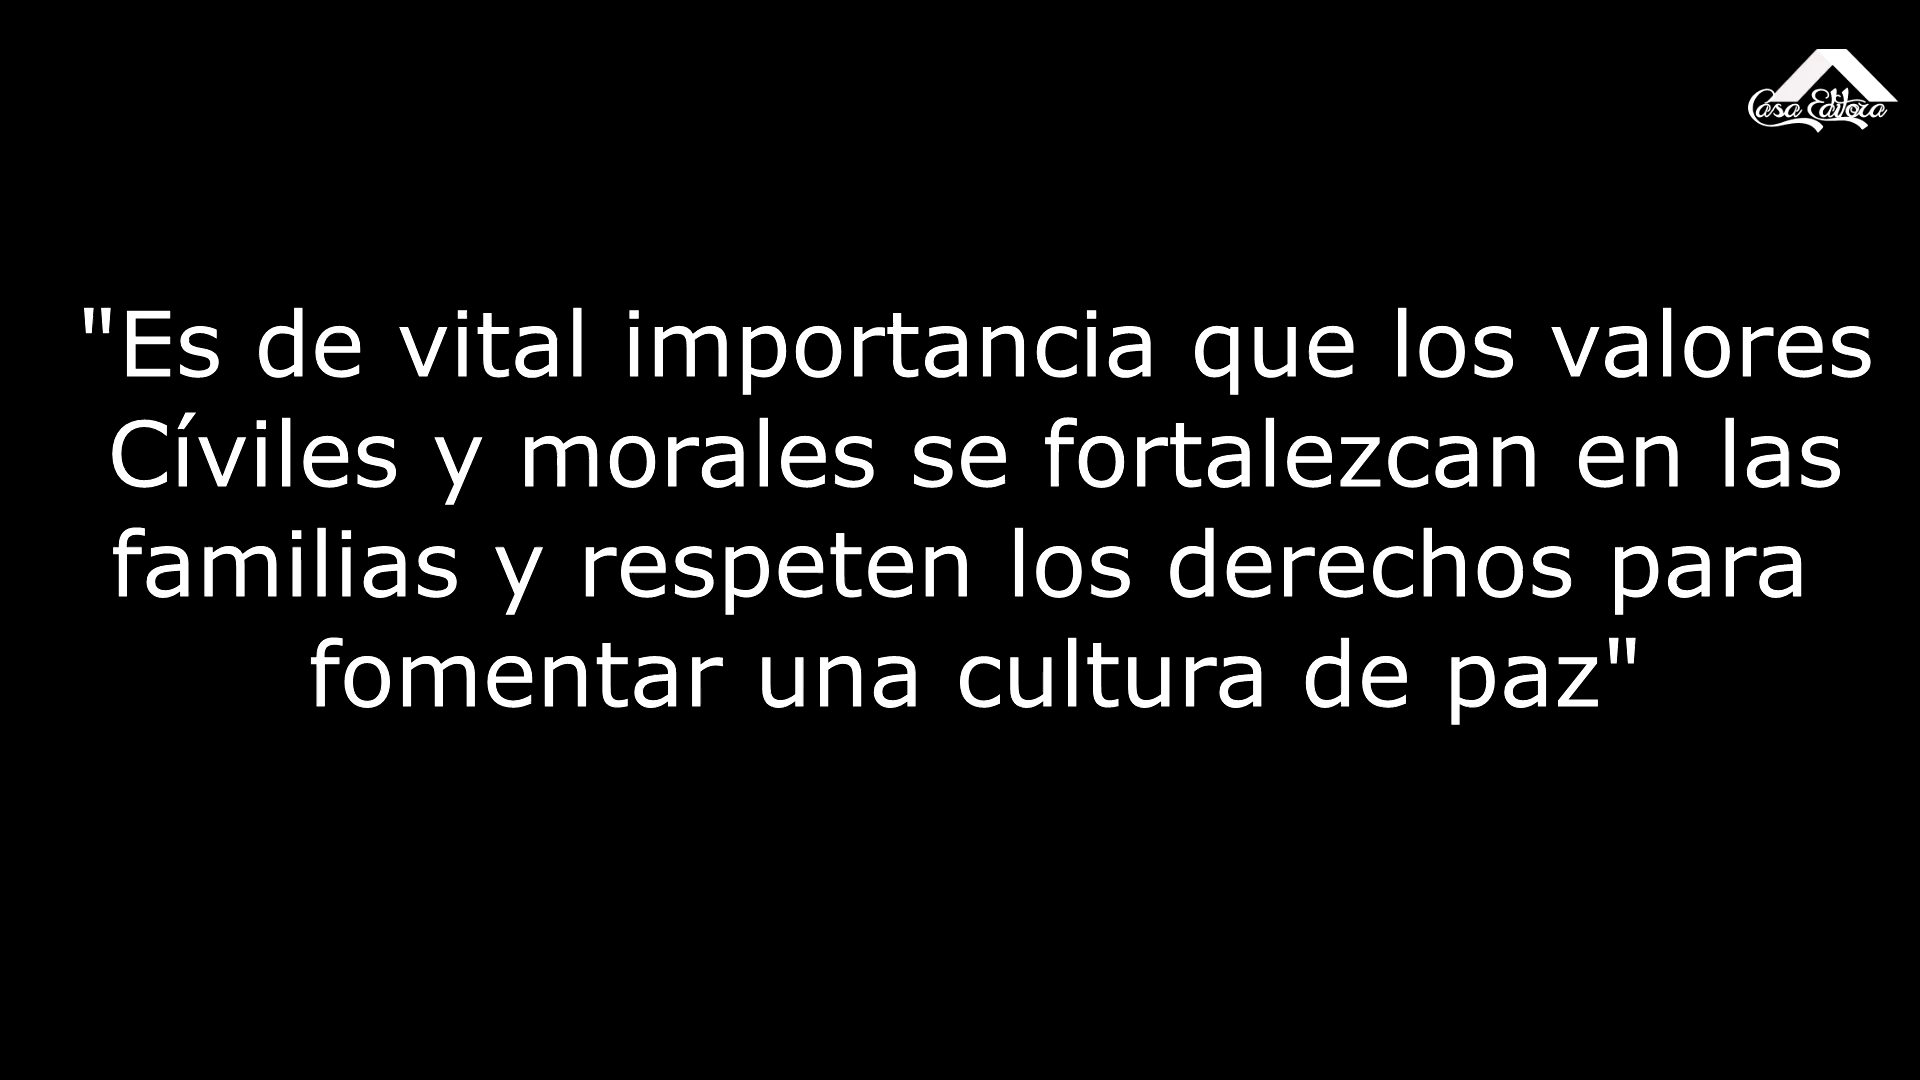 Casa Editora
"Es de vital importancia que los valores
Cíviles y morales se fortalezcan en las
familias y respeten los derechos para
fomentar una cultura de paz"